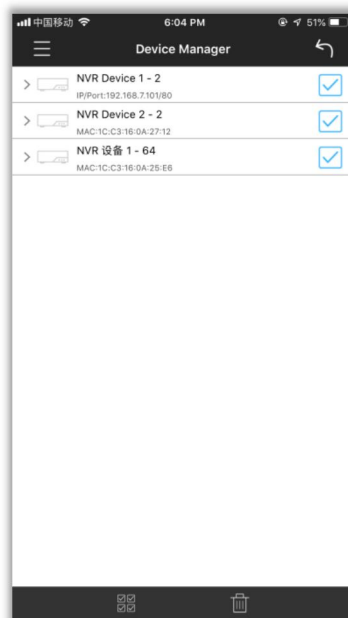 中国移动 6:04 PM 51%
Device Manager
NVR Device 1 - 2
IP/Port:192.168.7.101/80
NVR Device 2 - 2
MAC:1C:C3:16:0A:27:12
NVR 设备 1 - 64
MAC:1C:C3:16:0A:25:E6